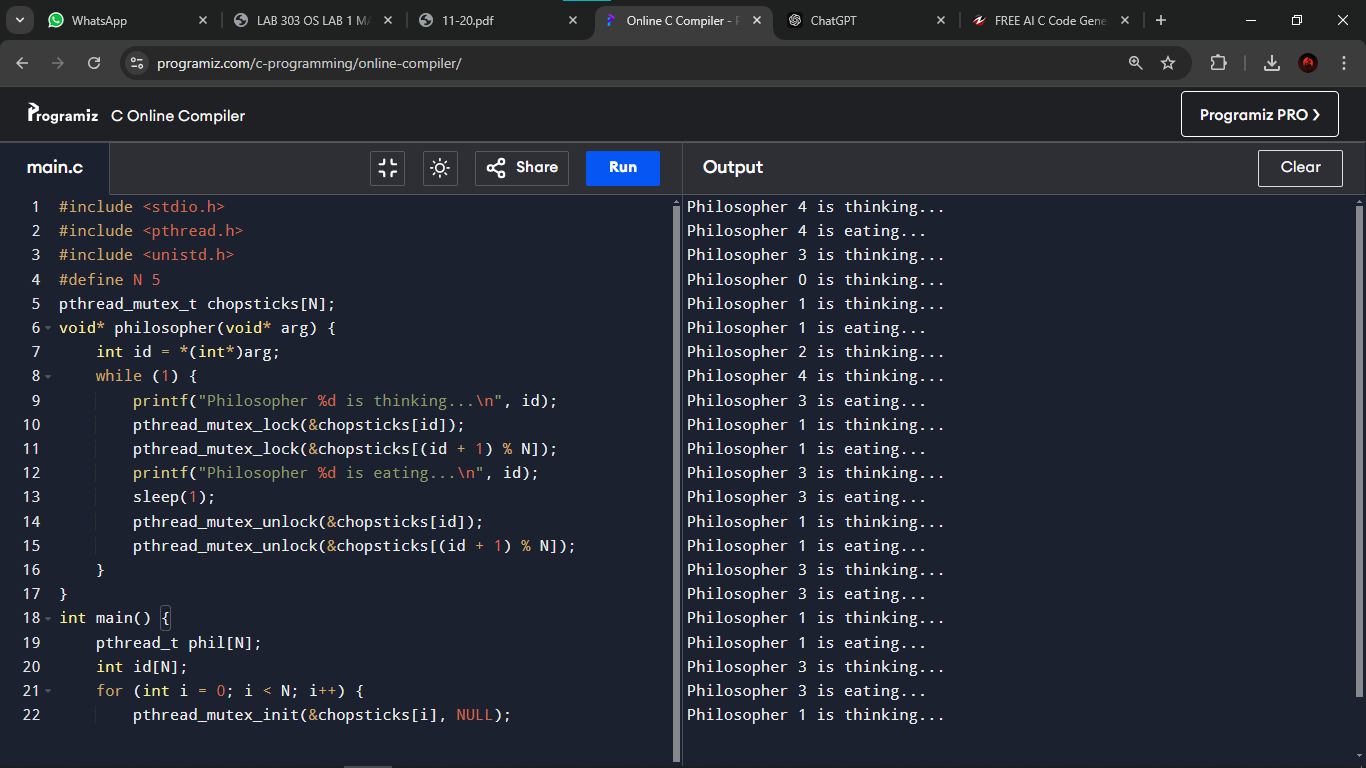 WhatsApp
LAB 303 OS LAB 1 MA
11-20.pdf
Online C Compiler - P
ChatGPT
FREE AI C Code Gene
programiz.com/c-programming/online-compiler/
Programiz C Online Compiler
Programiz PRO
main.c
Share
Run
Output
Clear
1 #include <stdio.h>
2 #include <pthread.h>
3 #include <unistd.h>
4 #define N 5
5 pthread_mutex_t chopsticks[N];
6 void* philosopher(void* arg) {
7 int id = *(int*)arg;
8 while (1) {
9 printf("Philosopher %d is thinking...\n", id);
10 pthread_mutex_lock(&chopsticks[id]);
11 pthread_mutex_lock(&chopsticks[(id + 1) % N]);
12 printf("Philosopher %d is eating...\n", id);
13 sleep(1);
14 pthread_mutex_unlock(&chopsticks[id]);
15 pthread_mutex_unlock(&chopsticks[(id + 1) % N]);
16 }
17 }
18 int main() {
19 pthread_t phil[N];
20 int id[N];
21 for (int i = 0; i < N; i++) {
22 pthread_mutex_init(&chopsticks[i], NULL);
Philosopher 4 is thinking...
Philosopher 4 is eating...
Philosopher 3 is thinking...
Philosopher 0 is thinking...
Philosopher 1 is thinking...
Philosopher 1 is eating...
Philosopher 2 is thinking...
Philosopher 4 is thinking...
Philosopher 3 is eating...
Philosopher 1 is thinking...
Philosopher 1 is eating...
Philosopher 3 is thinking...
Philosopher 3 is eating...
Philosopher 1 is thinking...
Philosopher 1 is eating...
Philosopher 3 is thinking...
Philosopher 3 is eating...
Philosopher 1 is thinking...
Philosopher 1 is eating...
Philosopher 3 is thinking...
Philosopher 3 is eating...
Philosopher 1 is thinking...